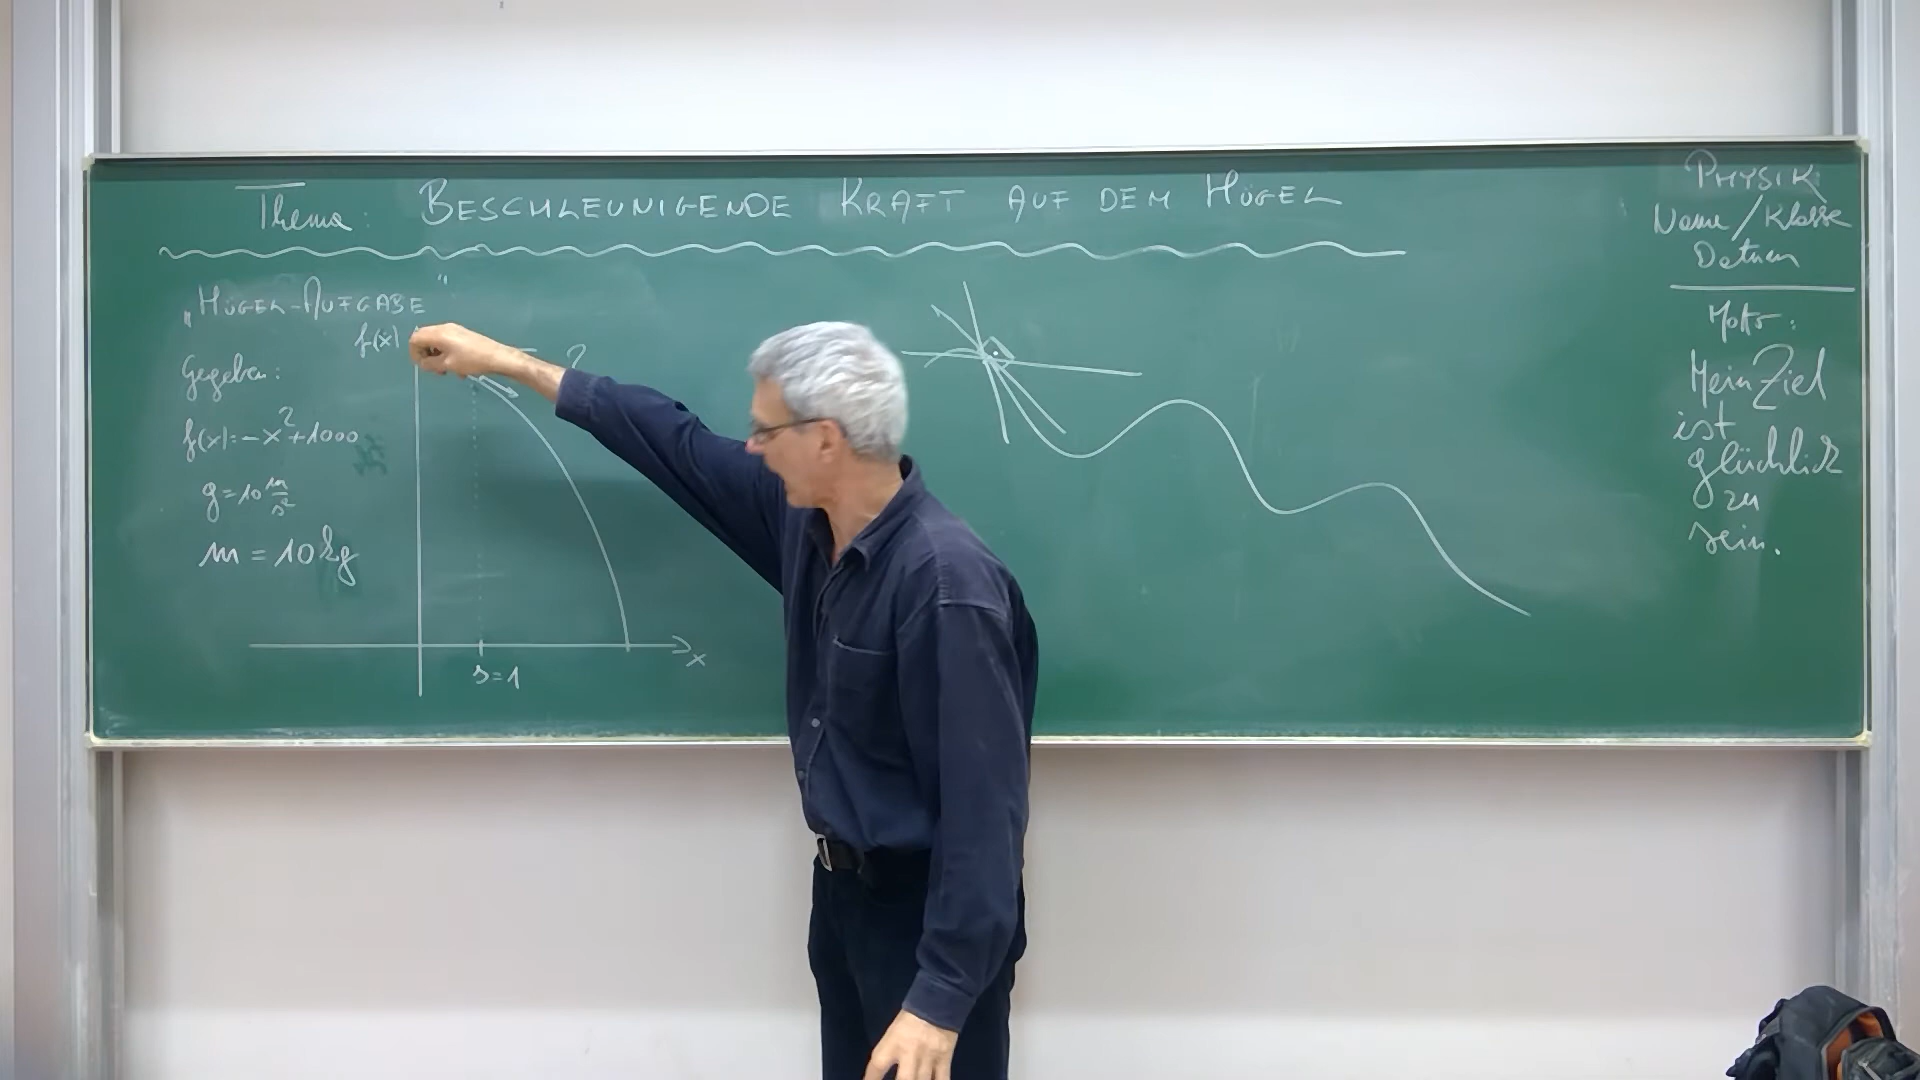 Thema: BESCHLEUNIGENDE KRAFT AUF DEM HÜGEL
„HÜGEL-AUFGABE"
Gegeben:
f(x)=-x²+1000
g=10 m/s²
m = 10 kg
f(x)
?
x
s=1
PHYSIK
Name/Klasse
Datum
Motto:
Mein Ziel
ist
glücklich
zu
sein.